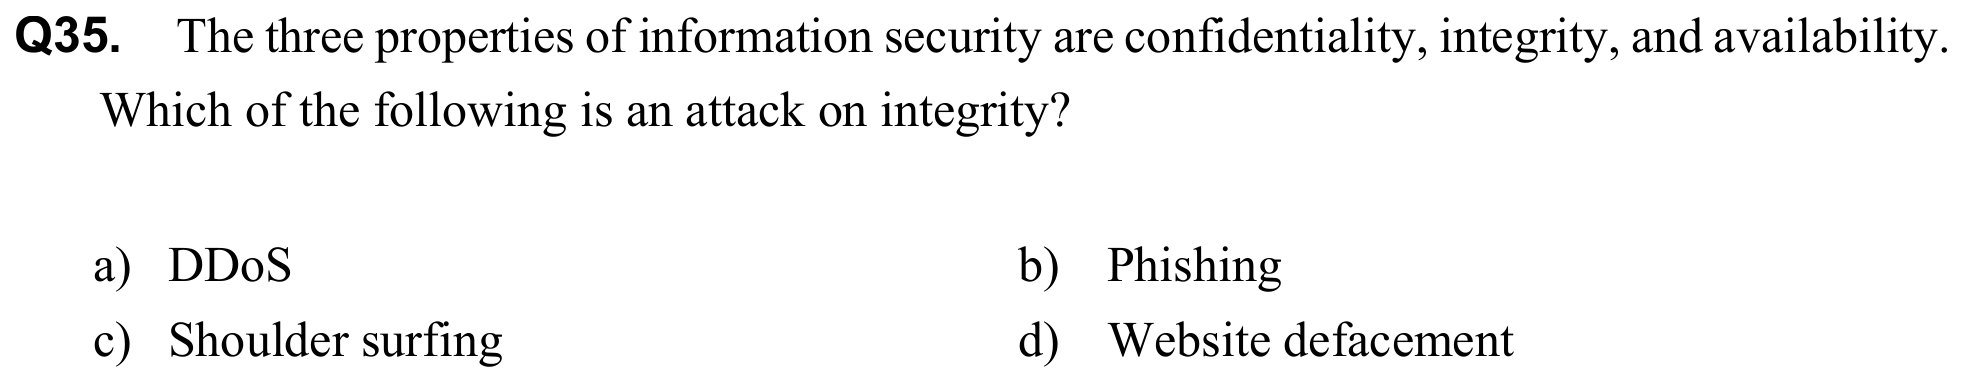 Q35. The three properties of information security are confidentiality, integrity, and availability.
Which of the following is an attack on integrity?
a) DDoS b) Phishing
c) Shoulder surfing d) Website defacement